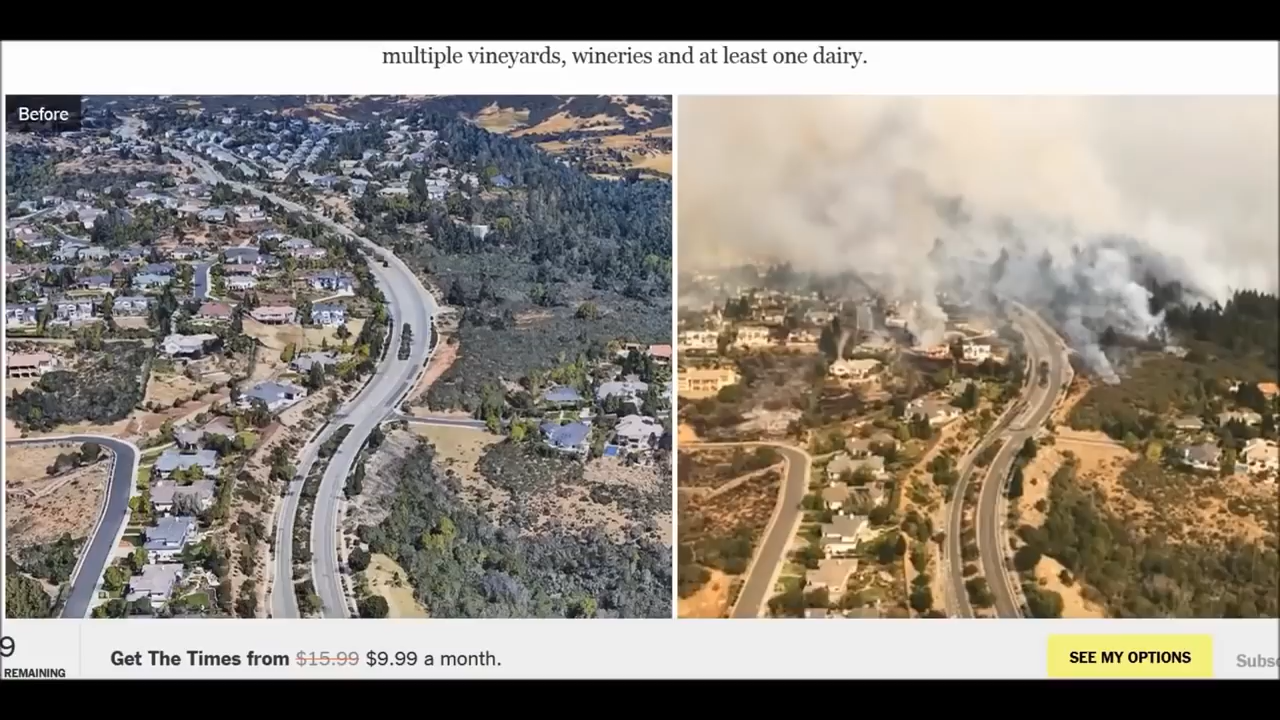 multiple vineyards, wineries and at least one dairy.
Before
9
REMAINING
Get The Times from $15.99 $9.99 a month.
SEE MY OPTIONS